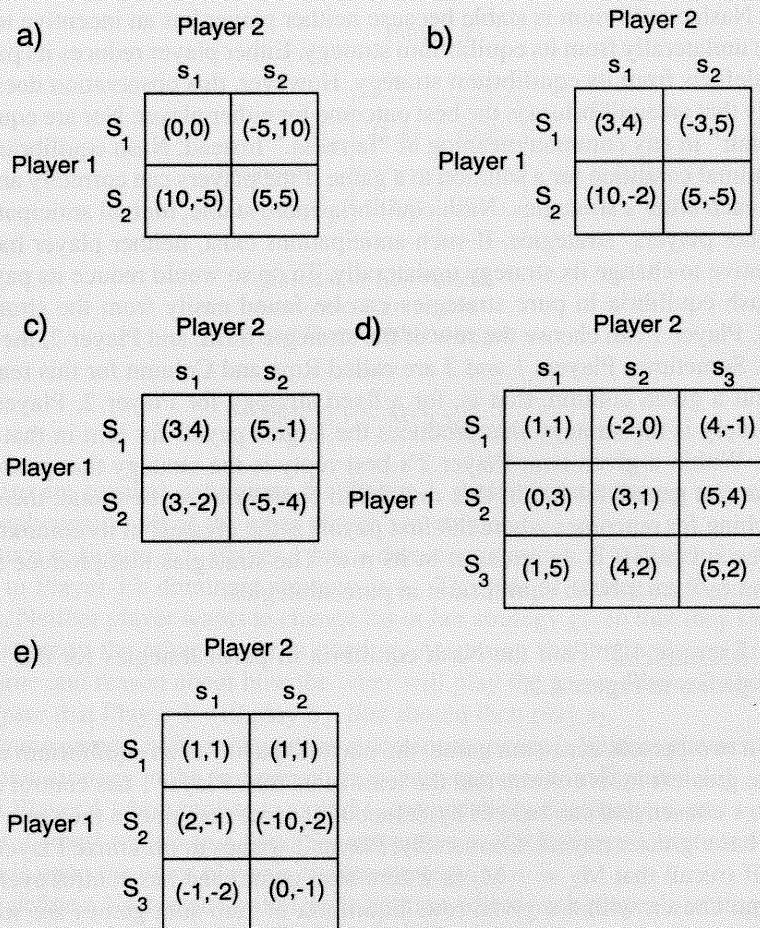 a)
Player 2
s1 s2
Player 1
S1 (0,0) (-5,10)
S2 (10,-5) (5,5)
b)
Player 2
s1 s2
Player 1
S1 (3,4) (-3,5)
S2 (10,-2) (5,-5)
c)
Player 2
s1 s2
Player 1
S1 (3,4) (5,-1)
S2 (3,-2) (-5,-4)
d)
Player 2
s1 s2 s3
Player 1
S1 (1,1) (-2,0) (4,-1)
S2 (0,3) (3,1) (5,4)
S3 (1,5) (4,2) (5,2)
e)
Player 2
s1 s2
Player 1
S1 (1,1) (1,1)
S2 (2,-1) (-10,-2)
S3 (-1,-2) (0,-1)